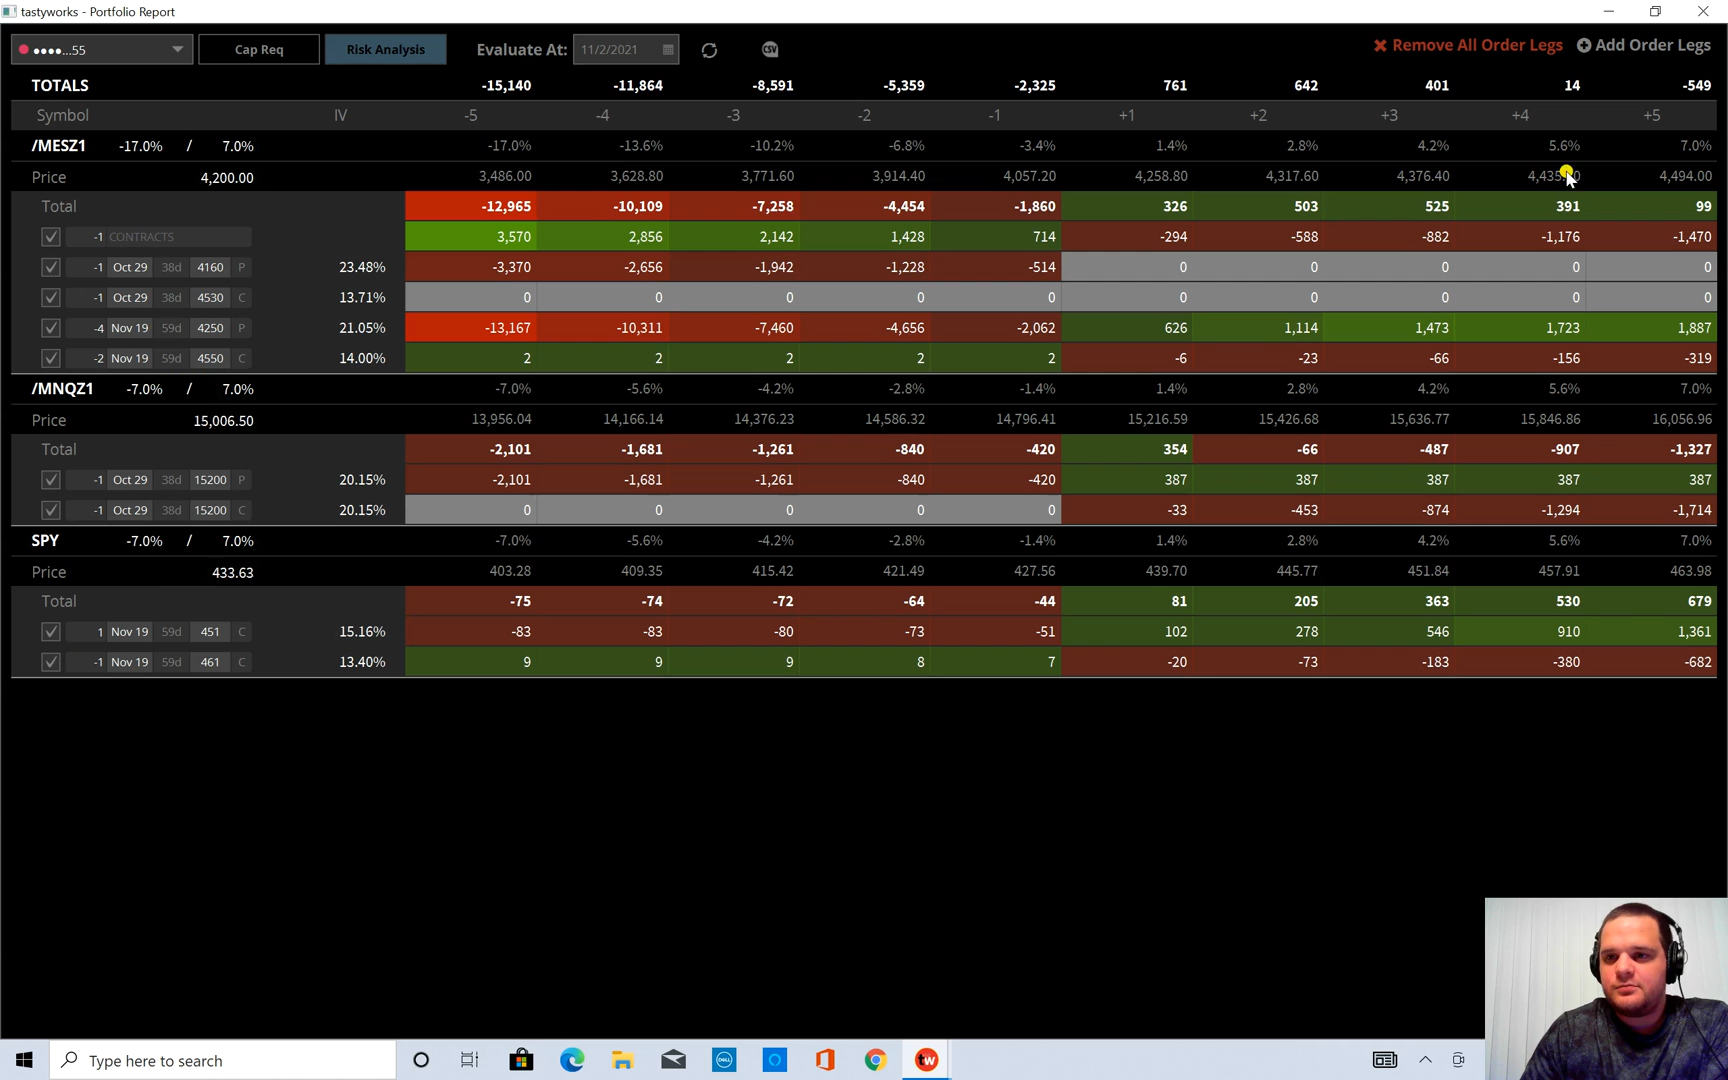 tastyworks - Portfolio Report
●●●●...55 Cap Req Risk Analysis Evaluate At: 11/2/2021 CSV Remove All Order Legs Add Order Legs
TOTALS -15,140 -11,864 -8,591 -5,359 -2,325 761 642 401 14 -549
Symbol IV -5 -4 -3 -2 -1 +1 +2 +3 +4 +5
/MESZ1 -17.0% / 7.0% -17.0% -13.6% -10.2% -6.8% -3.4% 1.4% 2.8% 4.2% 5.6% 7.0%
Price 4,200.00 3,486.00 3,628.80 3,771.60 3,914.40 4,057.20 4,258.80 4,317.60 4,376.40 4,494.00
Total -12,965 -10,109 -7,258 -4,454 -1,860 326 503 525 391 99
-1 CONTRACTS 3,570 2,856 2,142 1,428 714 -294 -588 -882 -1,176 -1,470
-1 Oct 29 38d 4160 P 23.48% -3,370 -2,656 -1,942 -1,228 -514 0 0 0 0 0
-1 Oct 29 38d 4530 C 13.71% 0 0 0 0 0 0 0 0 0 0
-4 Nov 19 59d 4250 P 21.05% -13,167 -10,311 -7,460 -4,656 -2,062 626 1,114 1,473 1,723 1,887
-2 Nov 19 59d 4550 C 14.00% 2 2 2 2 2 -6 -23 -66 -156 -319
/MNQZ1 -7.0% / 7.0% -7.0% -5.6% -4.2% -2.8% -1.4% 1.4% 2.8% 4.2% 5.6% 7.0%
Price 15,006.50 13,956.04 14,166.14 14,376.23 14,586.32 14,796.41 15,216.59 15,426.68 15,636.77 15,846.86 16,056.96
Total -2,101 -1,681 -1,261 -840 -420 354 -66 -487 -907 -1,327
-1 Oct 29 38d 15200 P 20.15% -2,101 -1,681 -1,261 -840 -420 387 387 387 387 387
-1 Oct 29 38d 15200 C 20.15% 0 0 0 0 0 -33 -453 -874 -1,294 -1,714
SPY -7.0% / 7.0% -7.0% -5.6% -4.2% -2.8% -1.4% 1.4% 2.8% 4.2% 5.6% 7.0%
Price 433.63 403.28 409.35 415.42 421.49 427.56 439.70 445.77 451.84 457.91 463.98
Total -75 -74 -72 -64 -44 81 205 363 530 679
1 Nov 19 59d 451 C 15.16% -83 -83 -80 -73 -51 102 278 546 910 1,361
-1 Nov 19 59d 461 C 13.40% 9 9 9 8 7 -20 -73 -183 -380 -682
Type here to search DELL tw